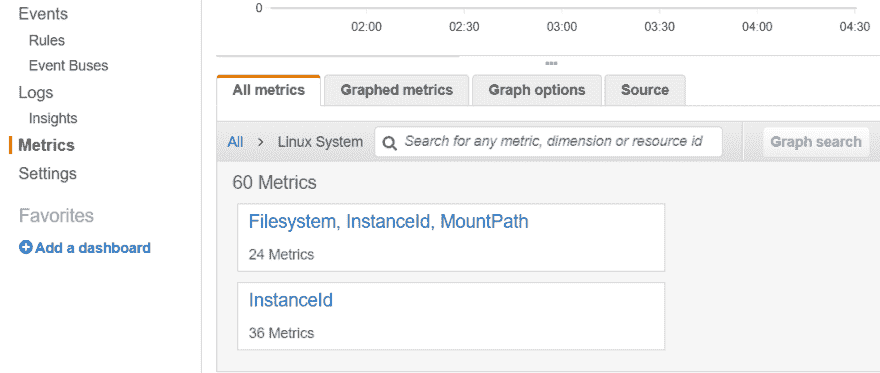 Events
Rules
Event Buses
Logs
Insights
Metrics
Settings
Favorites
Add a dashboard
0
02:00 02:30 03:00 03:30 04:00 04:30
All metrics Graphed metrics Graph options Source
All > Linux System Search for any metric, dimension or resource id Graph search
60 Metrics
Filesystem, InstanceId, MountPath
24 Metrics
InstanceId
36 Metrics